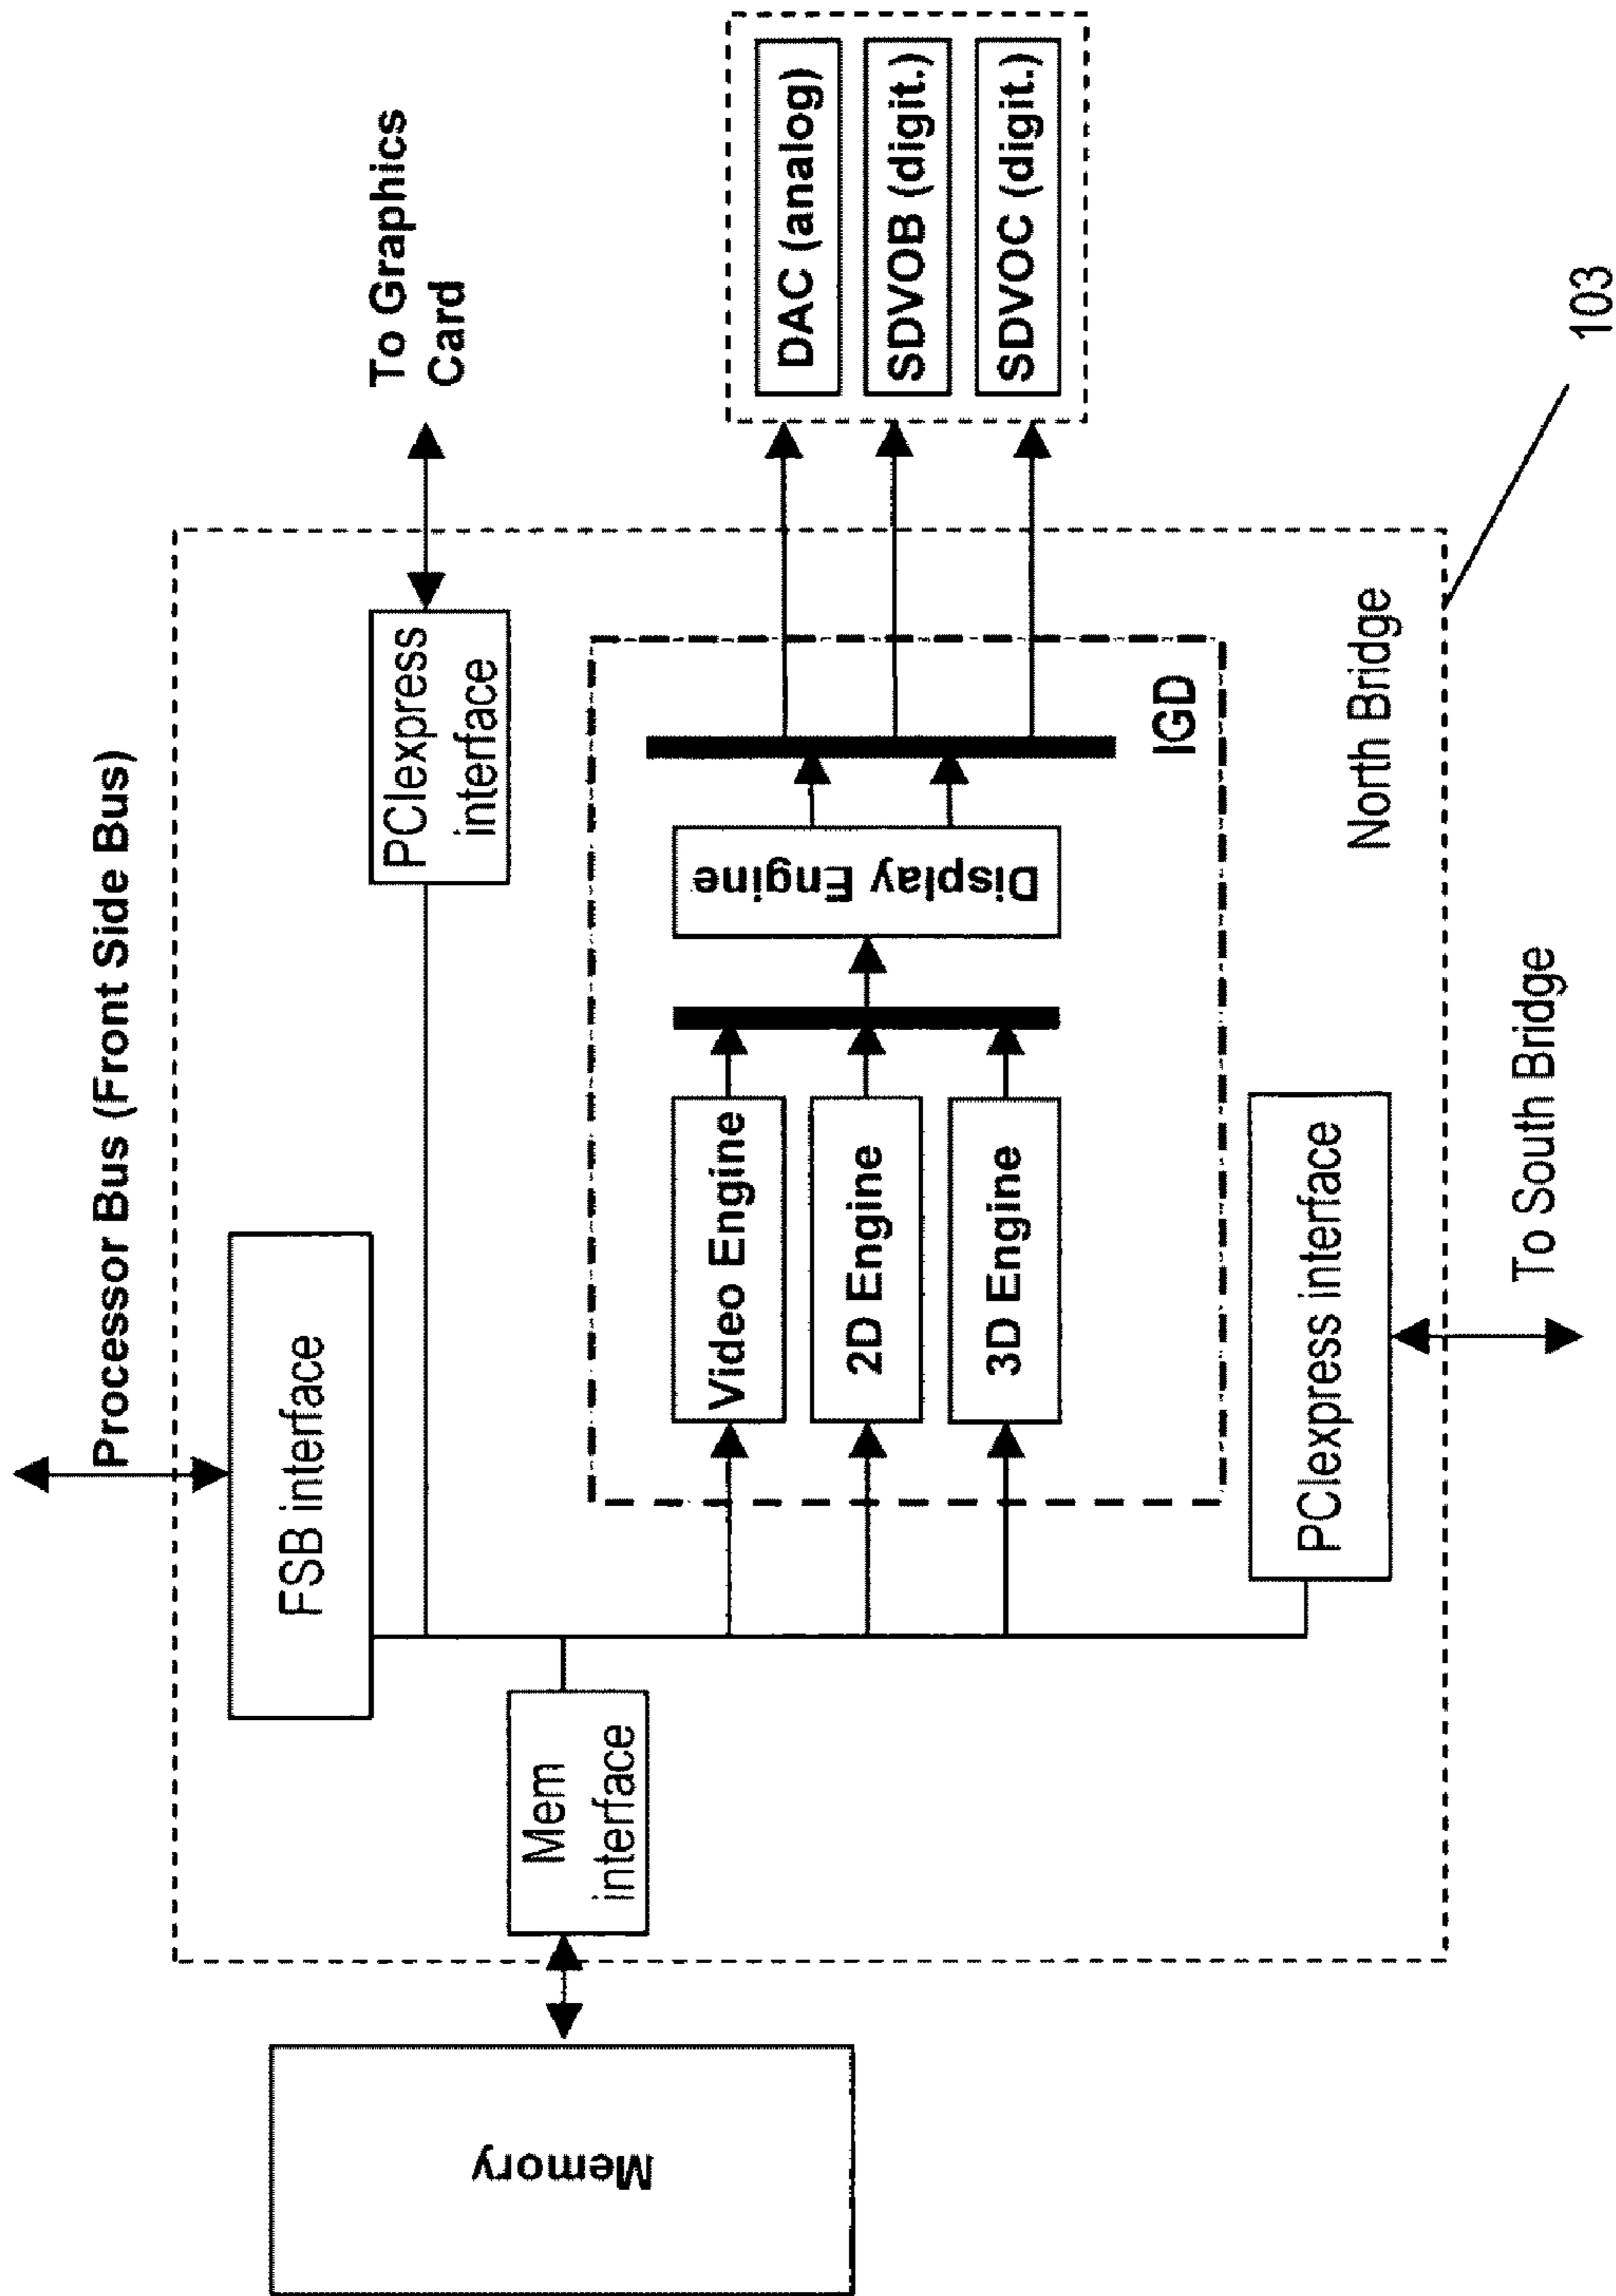 Processor Bus (Front Side Bus)
To Graphics
Card
FSB interface
PCIexpress
interface
Mem
interface
Memory
Video Engine
2D Engine
3D Engine
Display Engine
IGD
DAC (analog)
SDVOB (digit.)
SDVOC (digit.)
PCIexpress interface
North Bridge
To South Bridge
103